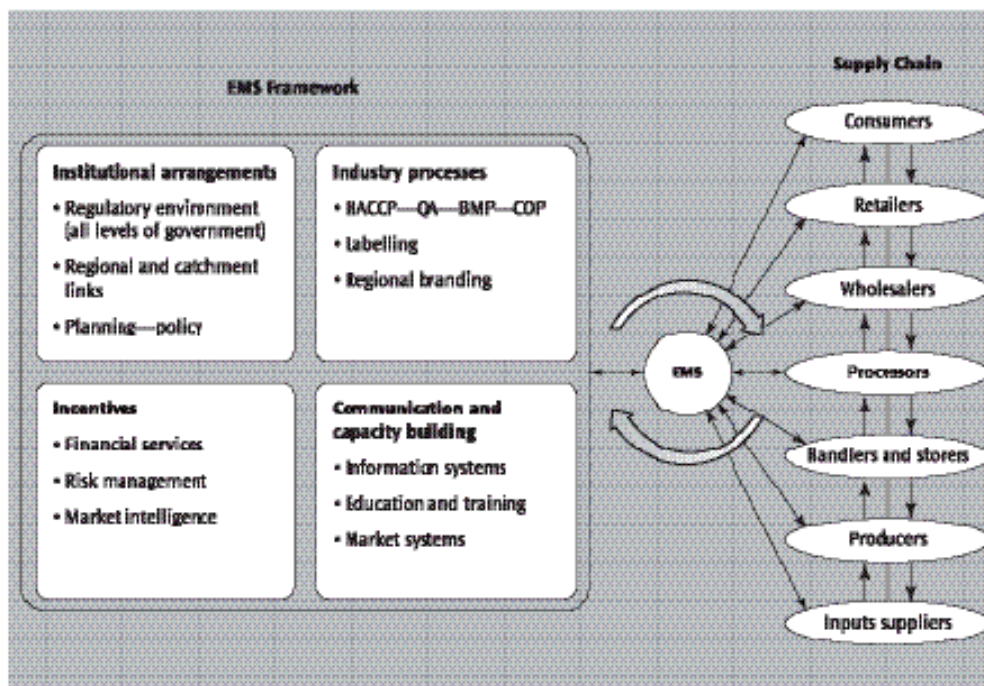 EMS Framework
Supply Chain
Institutional arrangements
• Regulatory environment
(all levels of government)
• Regional and catchment
links
• Planning—policy
Industry processes
• HACCP—QA—BMP—COP
• Labelling
• Regional branding
Incentives
• Financial services
• Risk management
• Market intelligence
Communication and
capacity building
• Information systems
• Education and training
• Market systems
EMS
Consumers
Retailers
Wholesalers
Processors
Handlers and storers
Producers
Inputs suppliers